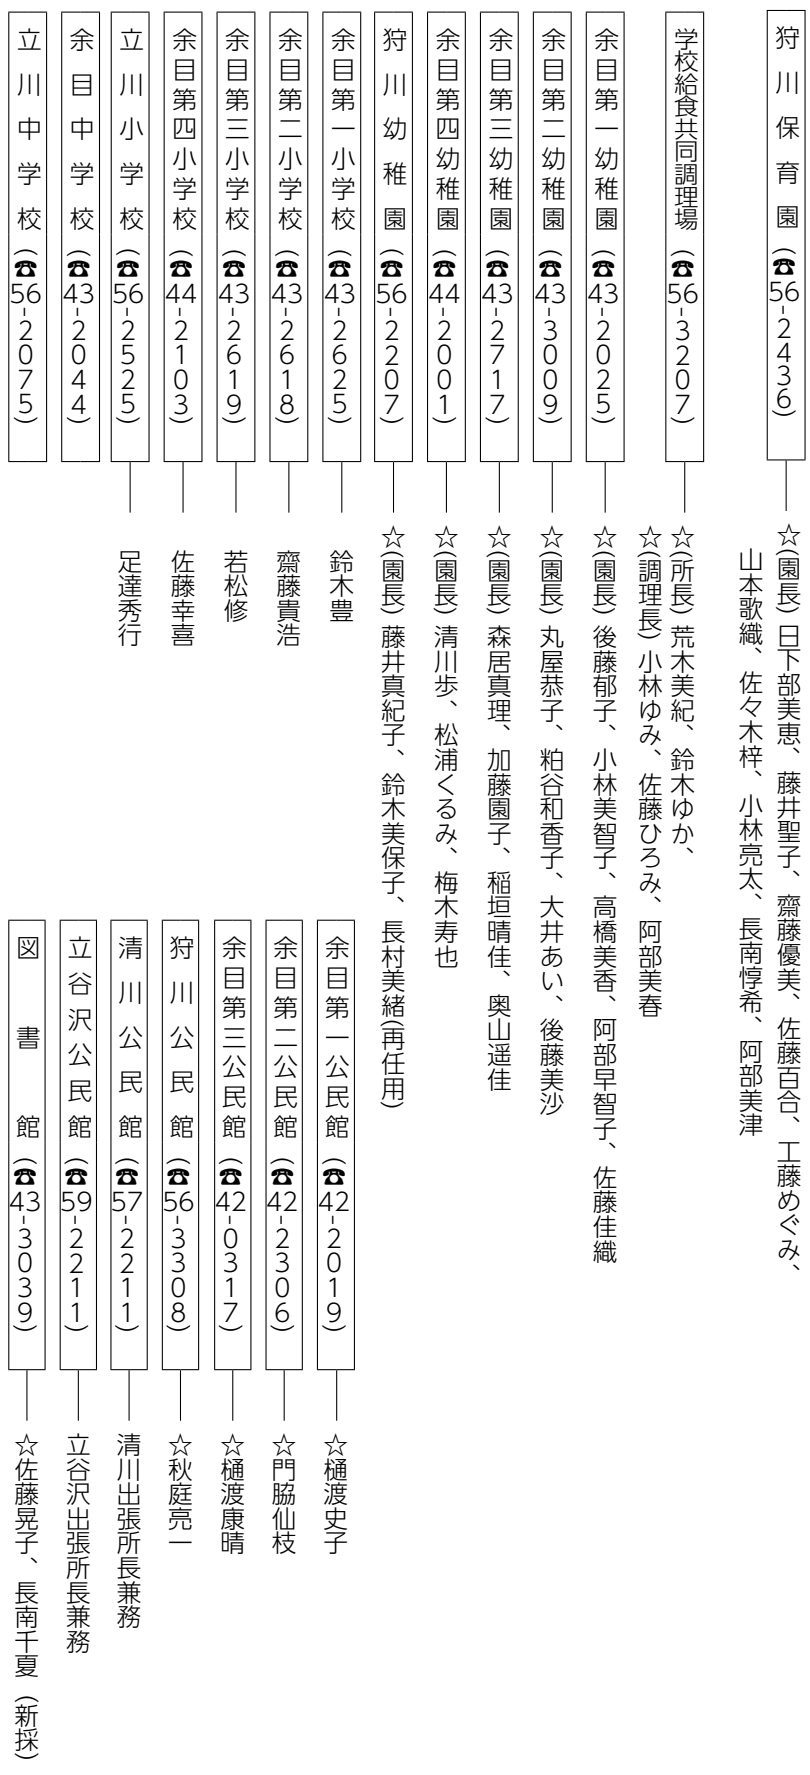 狩川保育園(☎56-2436)
☆(園長) 日下部美恵、藤井聖子、齋藤優美、佐藤百合、工藤めぐみ、
山本歌織、佐々木梓、小林亮太、長南惇希、阿部美津
学校給食共同調理場(☎56-3207)
☆(所長) 荒木美紀、鈴木ゆか、
☆(調理長) 小林ゆみ、佐藤ひろみ、阿部美春
余目第一幼稚園(☎43-2025)
☆(園長) 後藤郁子、小林美智子、高橋美香、阿部早智子、佐藤佳織
余目第二幼稚園(☎43-3009)
☆(園長) 丸屋恭子、粕谷和香子、大井あい、後藤美沙
余目第三幼稚園(☎43-2717)
☆(園長) 森居真理、加藤園子、稲垣晴佳、奥山遥佳
余目第四幼稚園(☎44-2001)
☆(園長) 清川歩、松浦くるみ、梅木寿也
狩川幼稚園(☎56-2207)
☆(園長) 藤井真紀子、鈴木美保子、長村美緒(再任用)
余目第一小学校(☎43-2625)
鈴木豊
余目第二小学校(☎43-2618)
齋藤貴浩
余目第三小学校(☎43-2619)
若松修
余目第四小学校(☎44-2103)
佐藤幸喜
立川小学校(☎56-2525)
足達秀行
余目中学校(☎43-2044)
立川中学校(☎56-2075)
余目第一公民館(☎42-2019)
☆樋渡史子
余目第二公民館(☎42-2306)
☆門脇仙枝
余目第三公民館(☎42-0317)
☆樋渡康晴
狩川公民館(☎56-3308)
☆秋庭亮一
清川公民館(☎57-2211)
清川出張所長兼務
立谷沢公民館(☎59-2211)
立谷沢出張所長兼務
図書館(☎43-3039)
☆佐藤晃子、長南千夏(新採)